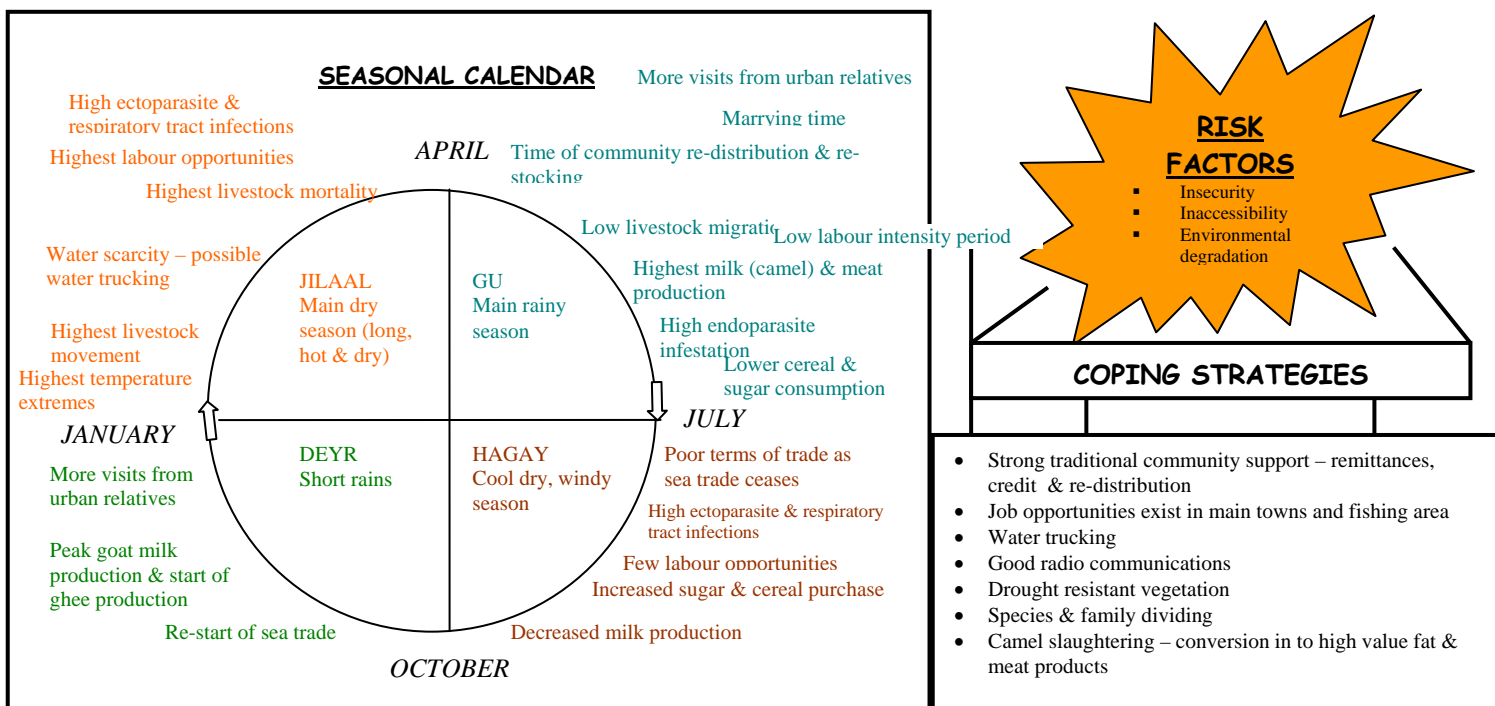 SEASONAL CALENDAR
High ectoparasite &
respiratory tract infections
Highest labour opportunities
Highest livestock mortality
Water scarcity – possible
water trucking
Highest livestock
movement
Highest temperature
extremes
APRIL
More visits from urban relatives
Marrying time
Time of community re-distribution & re-
stocking
Low livestock migratio
Low labour intensity period
Highest milk (camel) & meat
production
High endoparasite
infestation
Lower cereal &
sugar consumption
JILAAL
Main dry
season (long,
hot & dry)
GU
Main rainy
season
JANUARY
JULY
DEYR
Short rains
HAGAY
Cool dry, windy
season
More visits from
urban relatives
Peak goat milk
production & start of
ghee production
Re-start of sea trade
Poor terms of trade as
sea trade ceases
High ectoparasite & respiratory
tract infections
Few labour opportunities
Increased sugar & cereal purchase
Decreased milk production
OCTOBER
RISK
FACTORS
▪ Insecurity
▪ Inaccessibility
▪ Environmental
degradation
COPING STRATEGIES
• Strong traditional community support – remittances,
credit & re-distribution
• Job opportunities exist in main towns and fishing area
• Water trucking
• Good radio communications
• Drought resistant vegetation
• Species & family dividing
• Camel slaughtering – conversion in to high value fat &
meat products